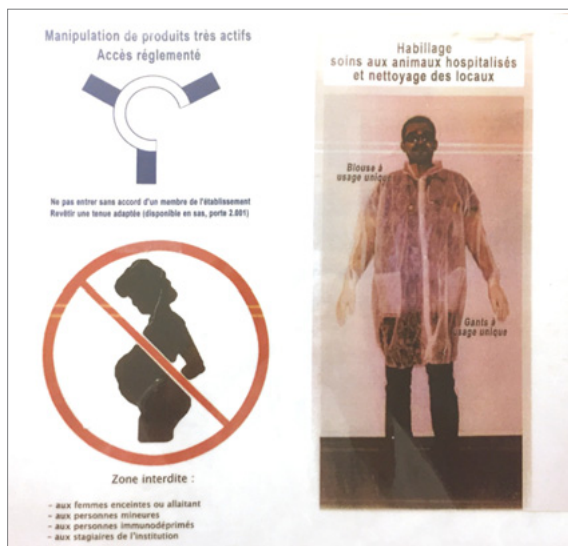 Manipulation de produits très actifs
Accès réglementé
Ne pas entrer sans accord d'un membre de l'établissement
Revêtir une tenue adaptée (disponible en sas, porte 2.001)
Zone interdite :
- aux femmes enceintes ou allaitant
- aux personnes mineures
- aux personnes immunodéprimés
- aux stagiaires de l'institution
Habillage
soins aux animaux hospitalisés
et nettoyage des locaux
Blouse à
usage unique
Gants à
usage unique